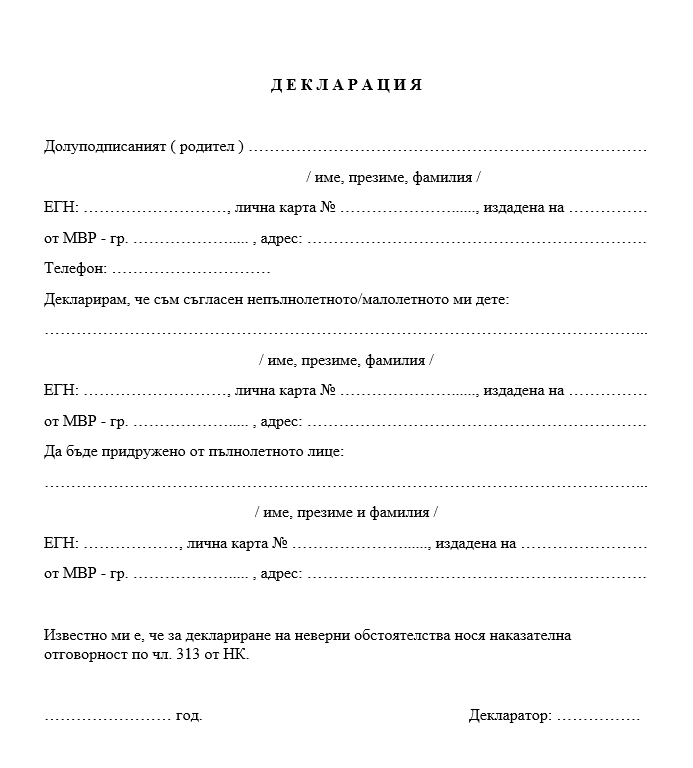 Д Е К Л А Р А Ц И Я
Долуподписаният ( родител ) …………………………………………………………………
/ име, презиме, фамилия /
ЕГН: ………………………, лична карта № …………………......, издадена на ……………
от МВР - гр. ………………..... , адрес: ……………………………………………………….
Телефон: …………………………
Декларирам, че съм съгласен непълнолетното/малолетното ми дете:
…………………………………………………………………………………………………..
/ име, презиме, фамилия /
ЕГН: ………………………, лична карта № …………………......, издадена на ……………
от МВР - гр. ………………..... , адрес: ……………………………………………………….
Да бъде придружено от пълнолетното лице:
…………………………………………………………………………………………………..
/ име, презиме и фамилия /
ЕГН: ………………, лична карта № …………………......, издадена на ……………………
от МВР - гр. ………………..... , адрес: ……………………………………………………….
Известно ми е, че за деклариране на неверни обстоятелства нося наказателна
отговорност по чл. 313 от НК.
…………………… год. Декларатор: …………….